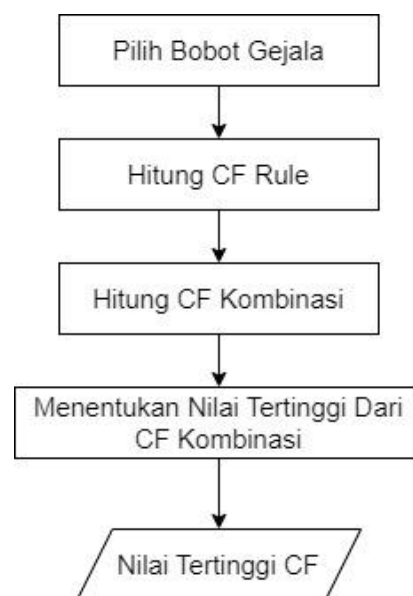 Pilih Bobot Gejala
Hitung CF Rule
Hitung CF Kombinasi
Menentukan Nilai Tertinggi Dari
CF Kombinasi
Nilai Tertinggi CF